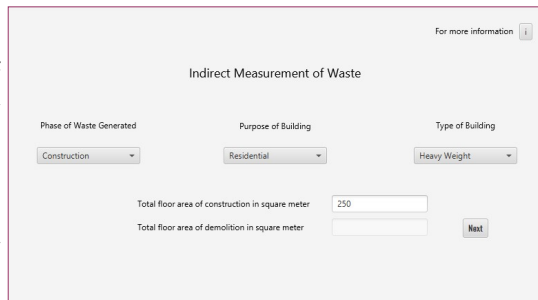 For more information i
Indirect Measurement of Waste
Phase of Waste Generated Purpose of Building Type of Building
Construction Residential Heavy Weight
Total floor area of construction in square meter 250
Total floor area of demolition in square meter
Next